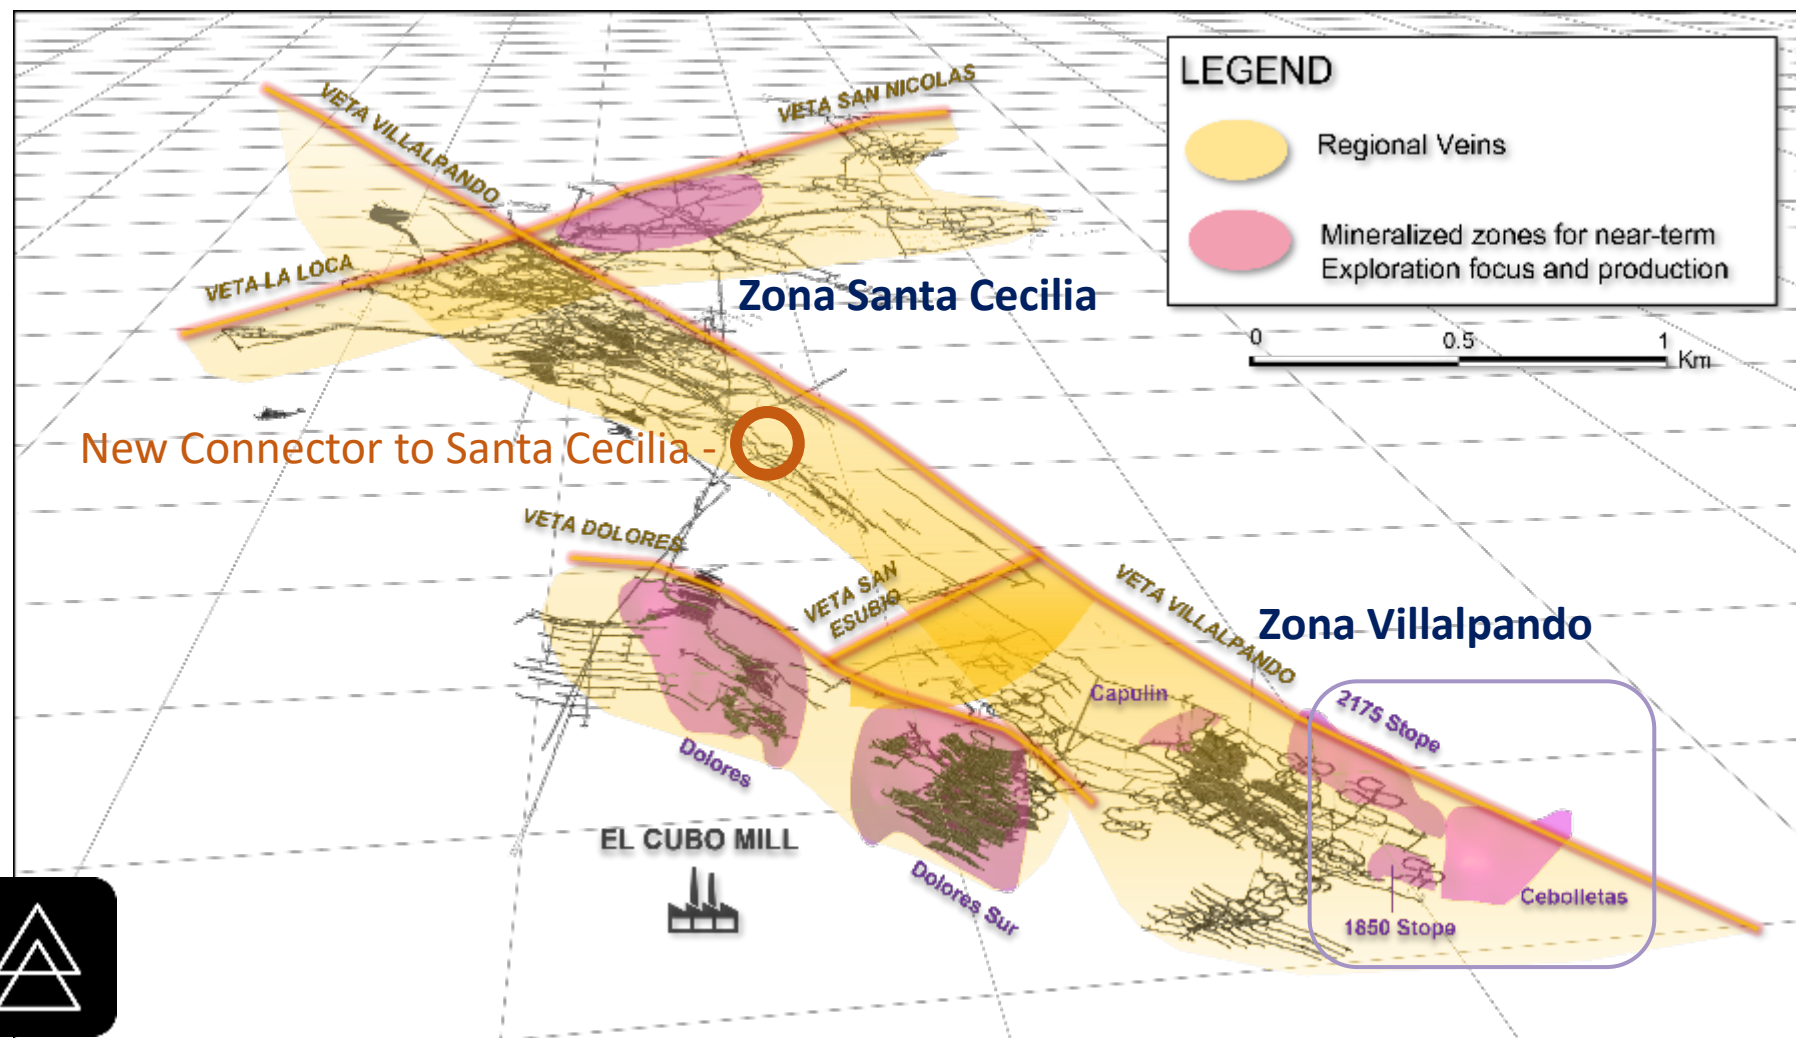 LEGEND
Regional Veins
Mineralized zones for near-term
Exploration focus and production
0 0.5 1
Km
VETA VILLALPANDO
VETA SAN NICOLAS
VETA LA LOCA
Zona Santa Cecilia
New Connector to Santa Cecilia -
VETA DOLORES
VETA SAN
ESUBIO
VETA VILLALPANDO
Zona Villalpando
Capulin
2175 Stope
Dolores
EL CUBO MILL
Dolores Sur
Cebolletas
1850 Stope